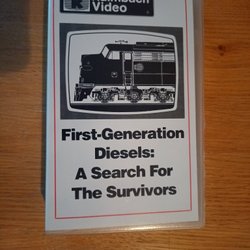 Video
First-Generation
Diesels:
A Search For
The Survivors